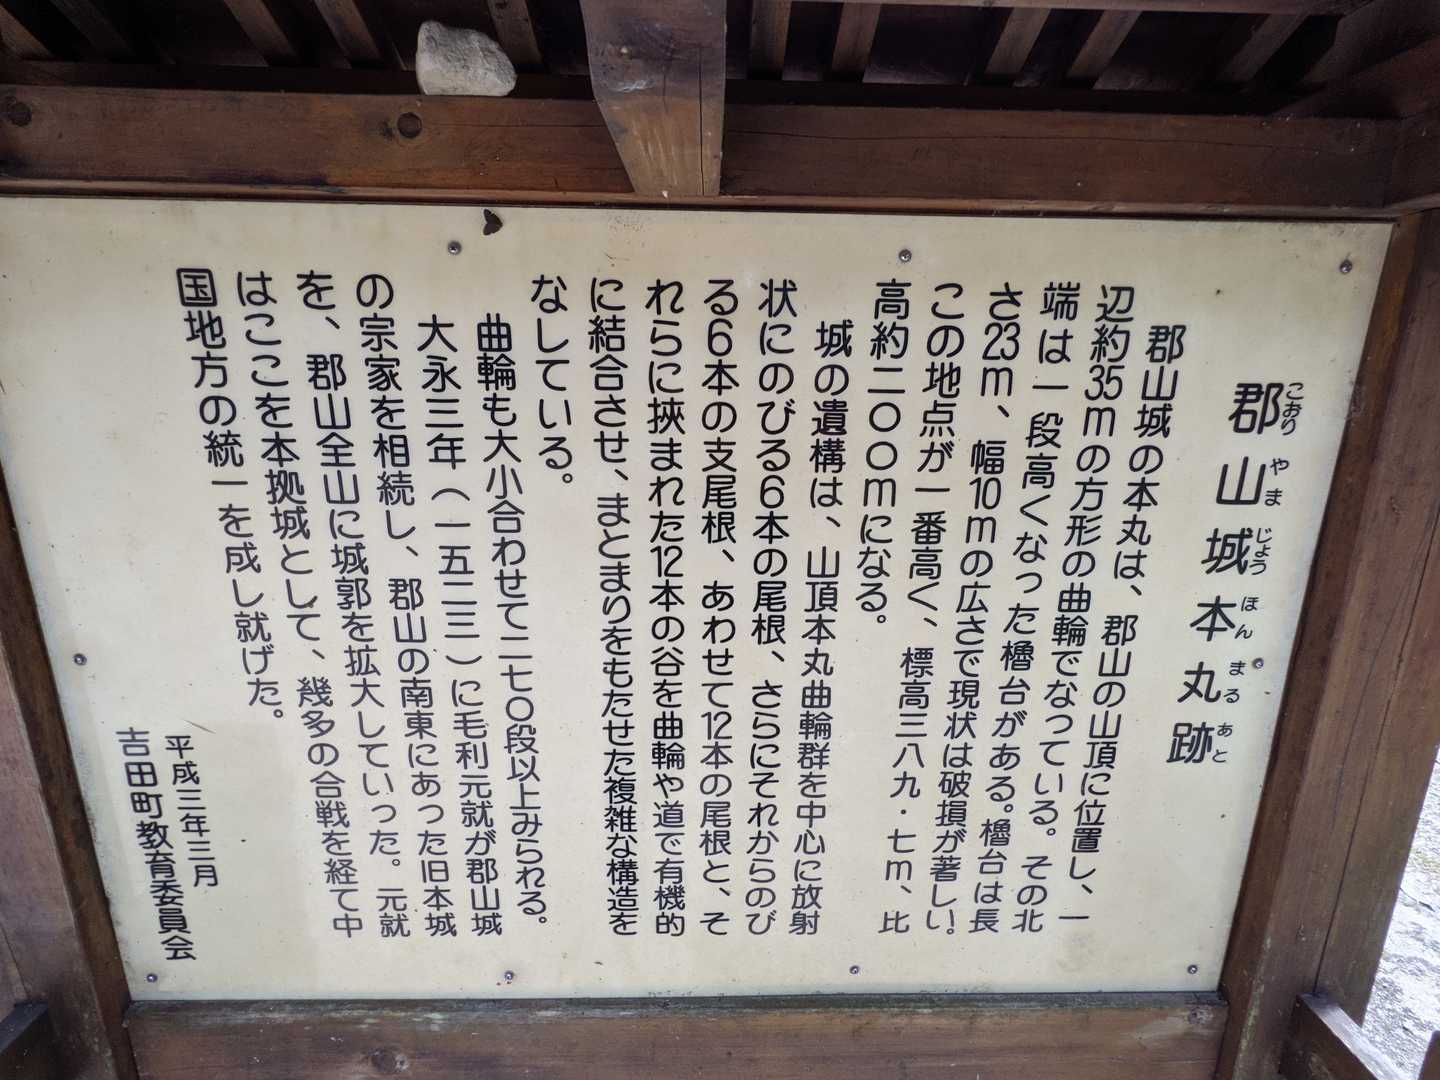 郡山城本丸跡
こおりやまじょうほんまるあと
郡山城の本丸は、郡山の山頂に位置し、一
辺約35mの方形の曲輪でなっている。その北
端は一段高くなった櫓台がある。櫓台は長
さ23m、幅10mの広さで現状は破損が著しい。
この地点が一番高く、標高三八九・七m、比
高約二〇〇mになる。
城の遺構は、山頂本丸曲輪群を中心に放射
状にのびる6本の尾根、さらにそれからのび
る6本の支尾根、あわせて12本の尾根と、そ
れらに挾まれた12本の谷を曲輪や道で有機的
に結合させ、まとまりをもたせた複雑な構造を
なしている。
曲輪も大小合わせて二七〇段以上みられる。
大永三年（一五二三）に毛利元就が郡山城
の宗家を相続し、郡山の南東にあった旧本城
を、郡山全山に城郭を拡大していった。元就
はここを本拠城として、幾多の合戦を経て中
国地方の統一を成し就げた。
平成三年三月
吉田町教育委員会